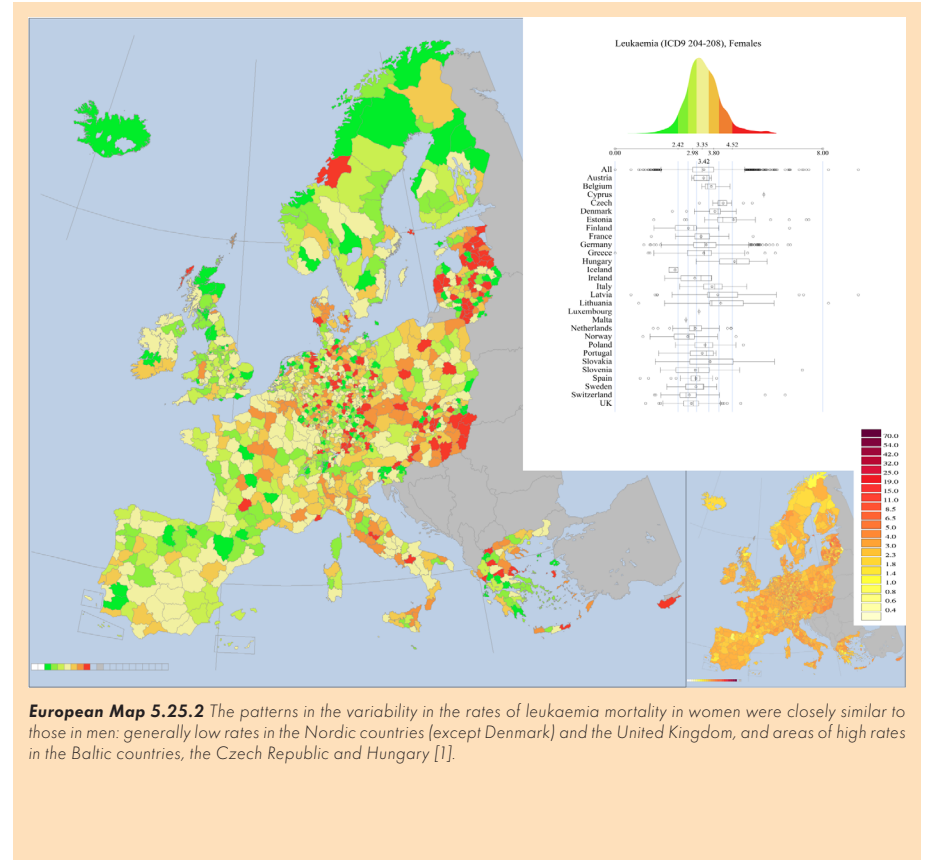 Leukaemia (ICD9 204-208), Females
2.42 3.35 4.52
0.00 2.98 3.80 8.00
3.42
All
Austria
Belgium
Cyprus
Czech
Denmark
Estonia
Finland
France
Germany
Greece
Hungary
Iceland
Ireland
Italy
Latvia
Lithuania
Luxembourg
Malta
Netherlands
Norway
Poland
Portugal
Slovakia
Slovenia
Spain
Sweden
Switzerland
UK
70.0
54.0
42.0
32.0
25.0
19.0
15.0
11.0
8.5
6.5
5.0
4.0
3.0
2.3
1.8
1.4
1.0
0.8
0.6
0.4
European Map 5.25.2 The patterns in the variability in the rates of leukaemia mortality in women were closely similar to
those in men: generally low rates in the Nordic countries (except Denmark) and the United Kingdom, and areas of high rates
in the Baltic countries, the Czech Republic and Hungary [1].